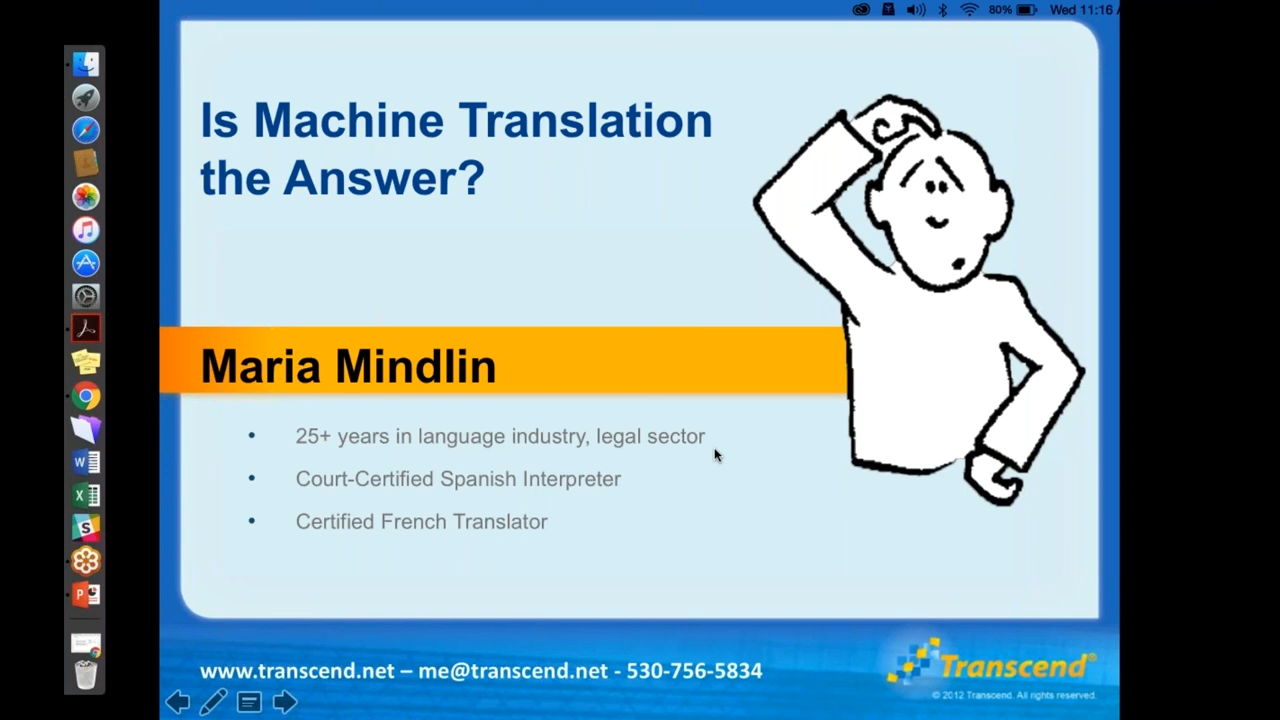 80% Wed 11:16
Is Machine Translation
the Answer?
Maria Mindlin
• 25+ years in language industry, legal sector
• Court-Certified Spanish Interpreter
• Certified French Translator
www.transcend.net – me@transcend.net - 530-756-5834
Transcend®
© 2012 Transcend. All rights reserved.